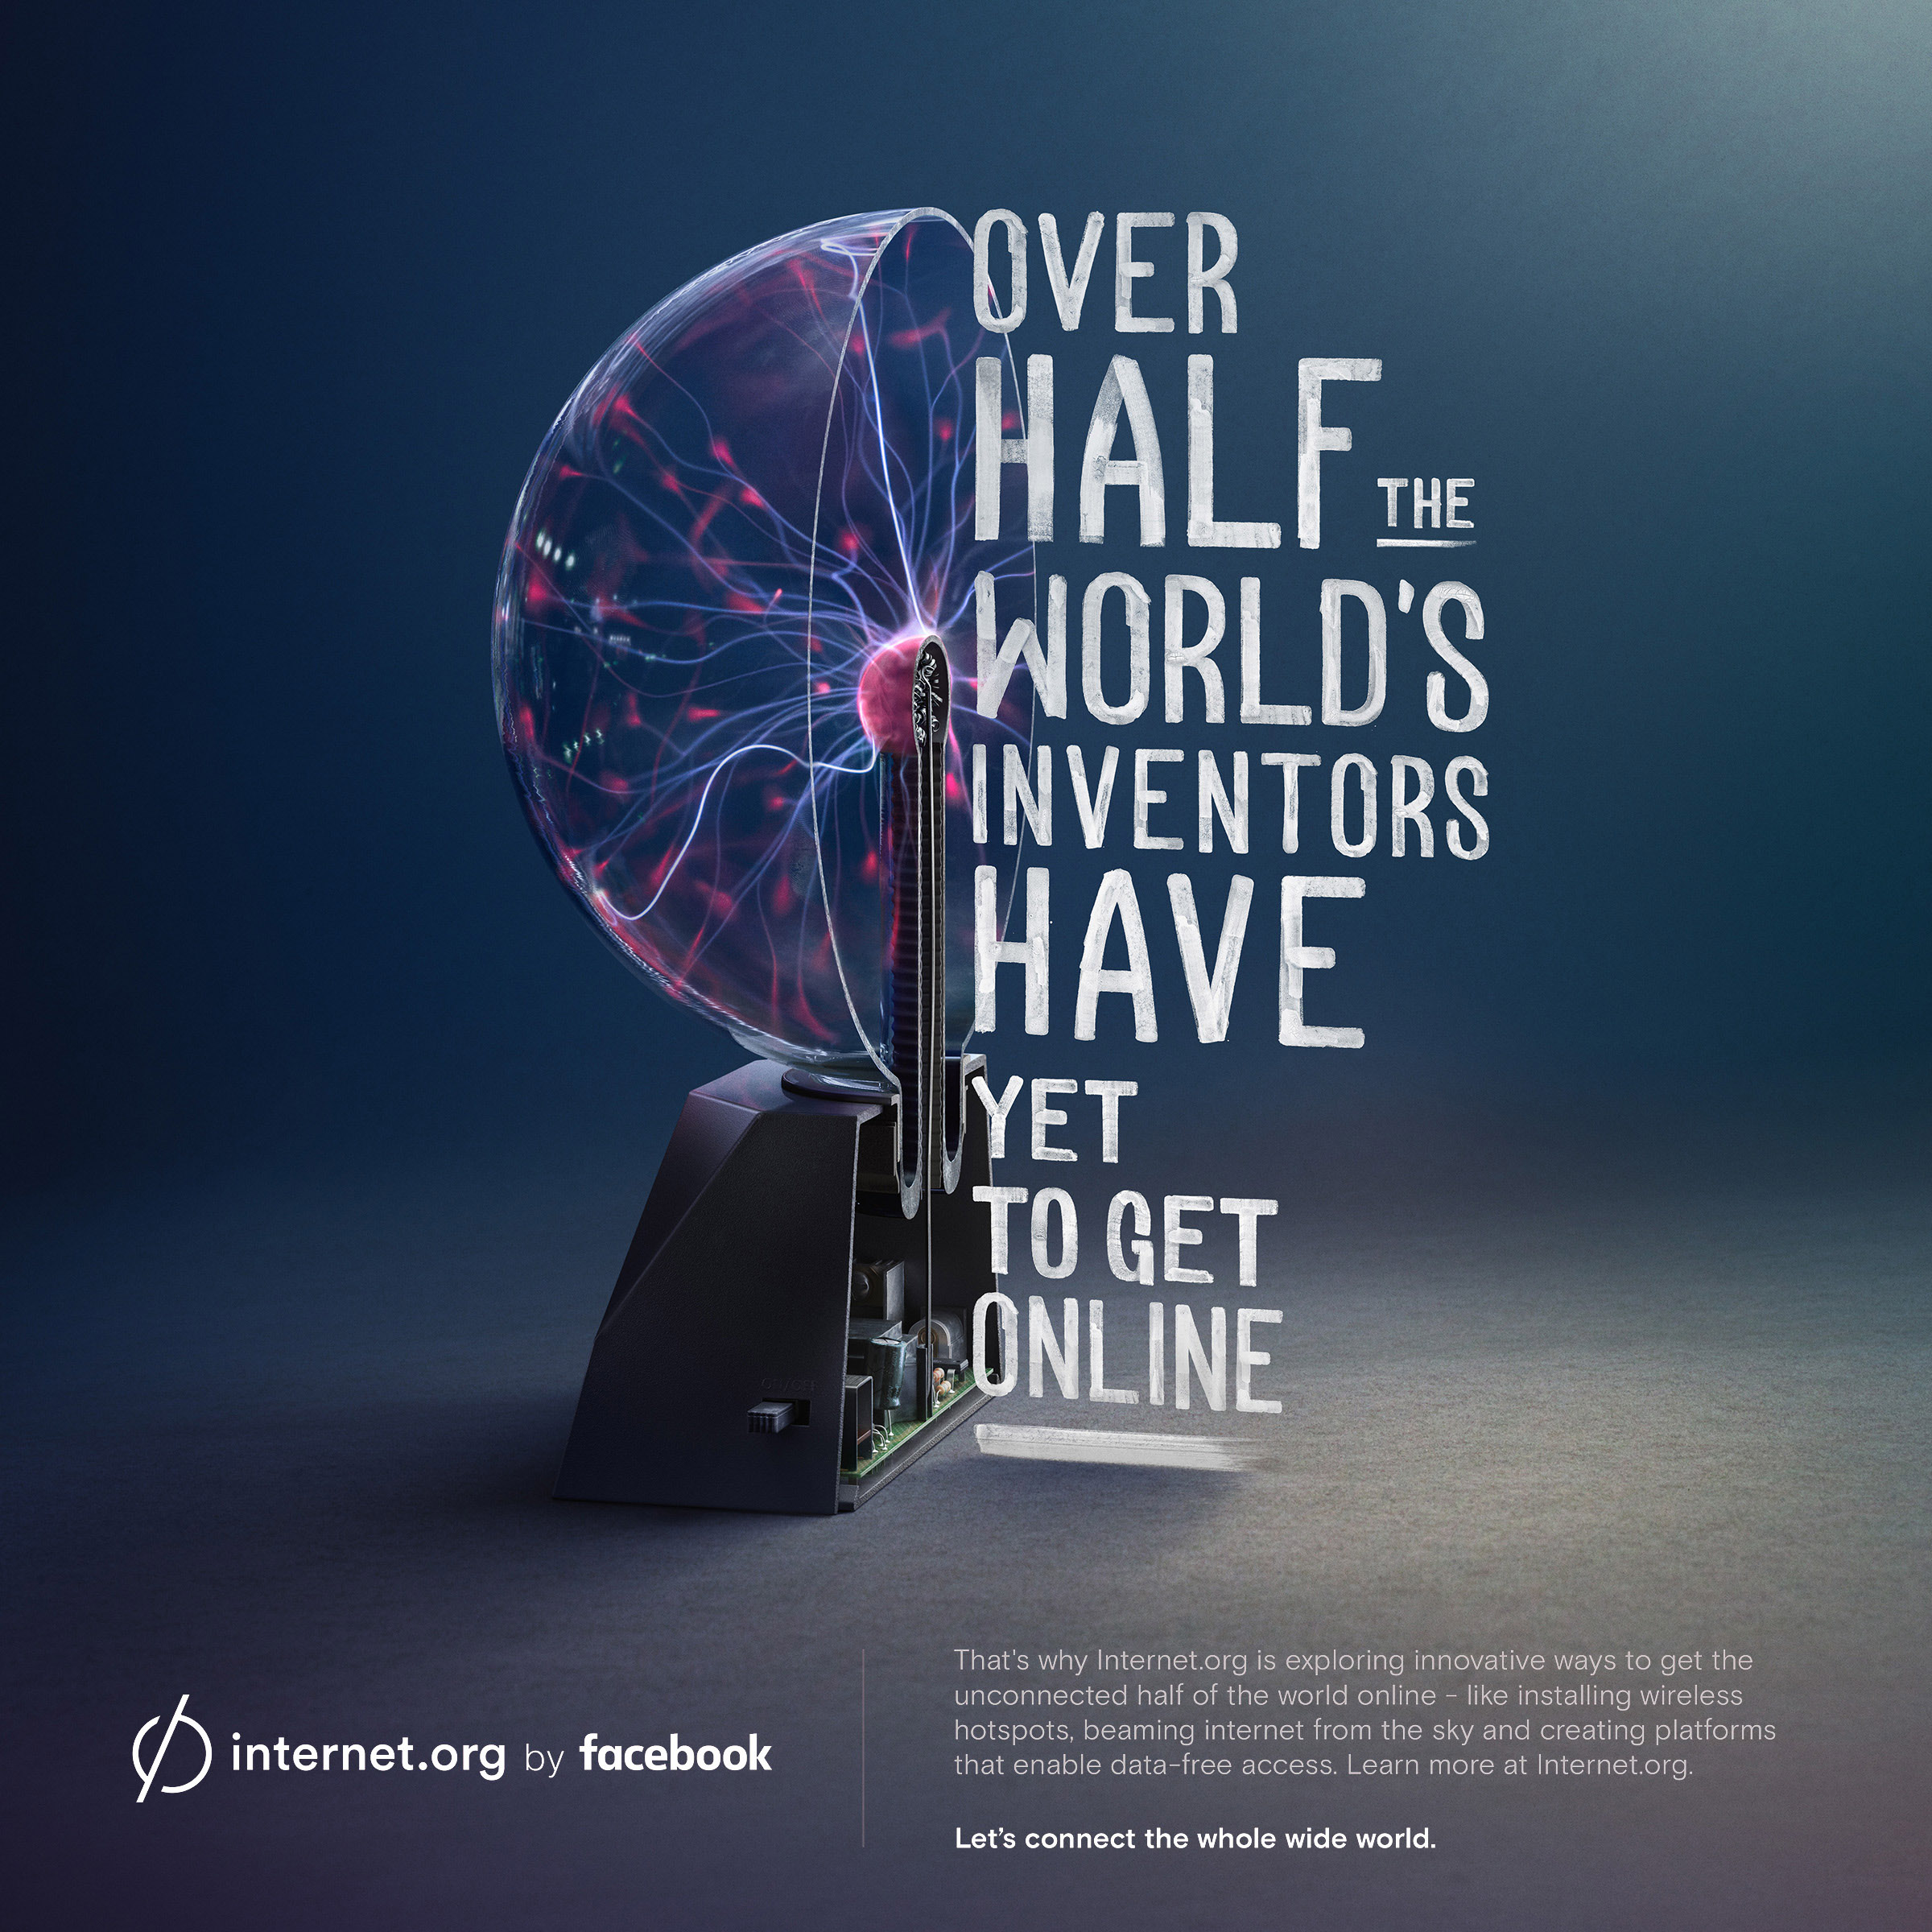 OVER
HALF THE
WORLD'S
INVENTORS
HAVE
YET
TO GET
ONLINE
internet.org by facebook
That's why Internet.org is exploring innovative ways to get the
unconnected half of the world online – like installing wireless
hotspots, beaming internet from the sky and creating platforms
that enable data-free access. Learn more at Internet.org.
Let's connect the whole wide world.